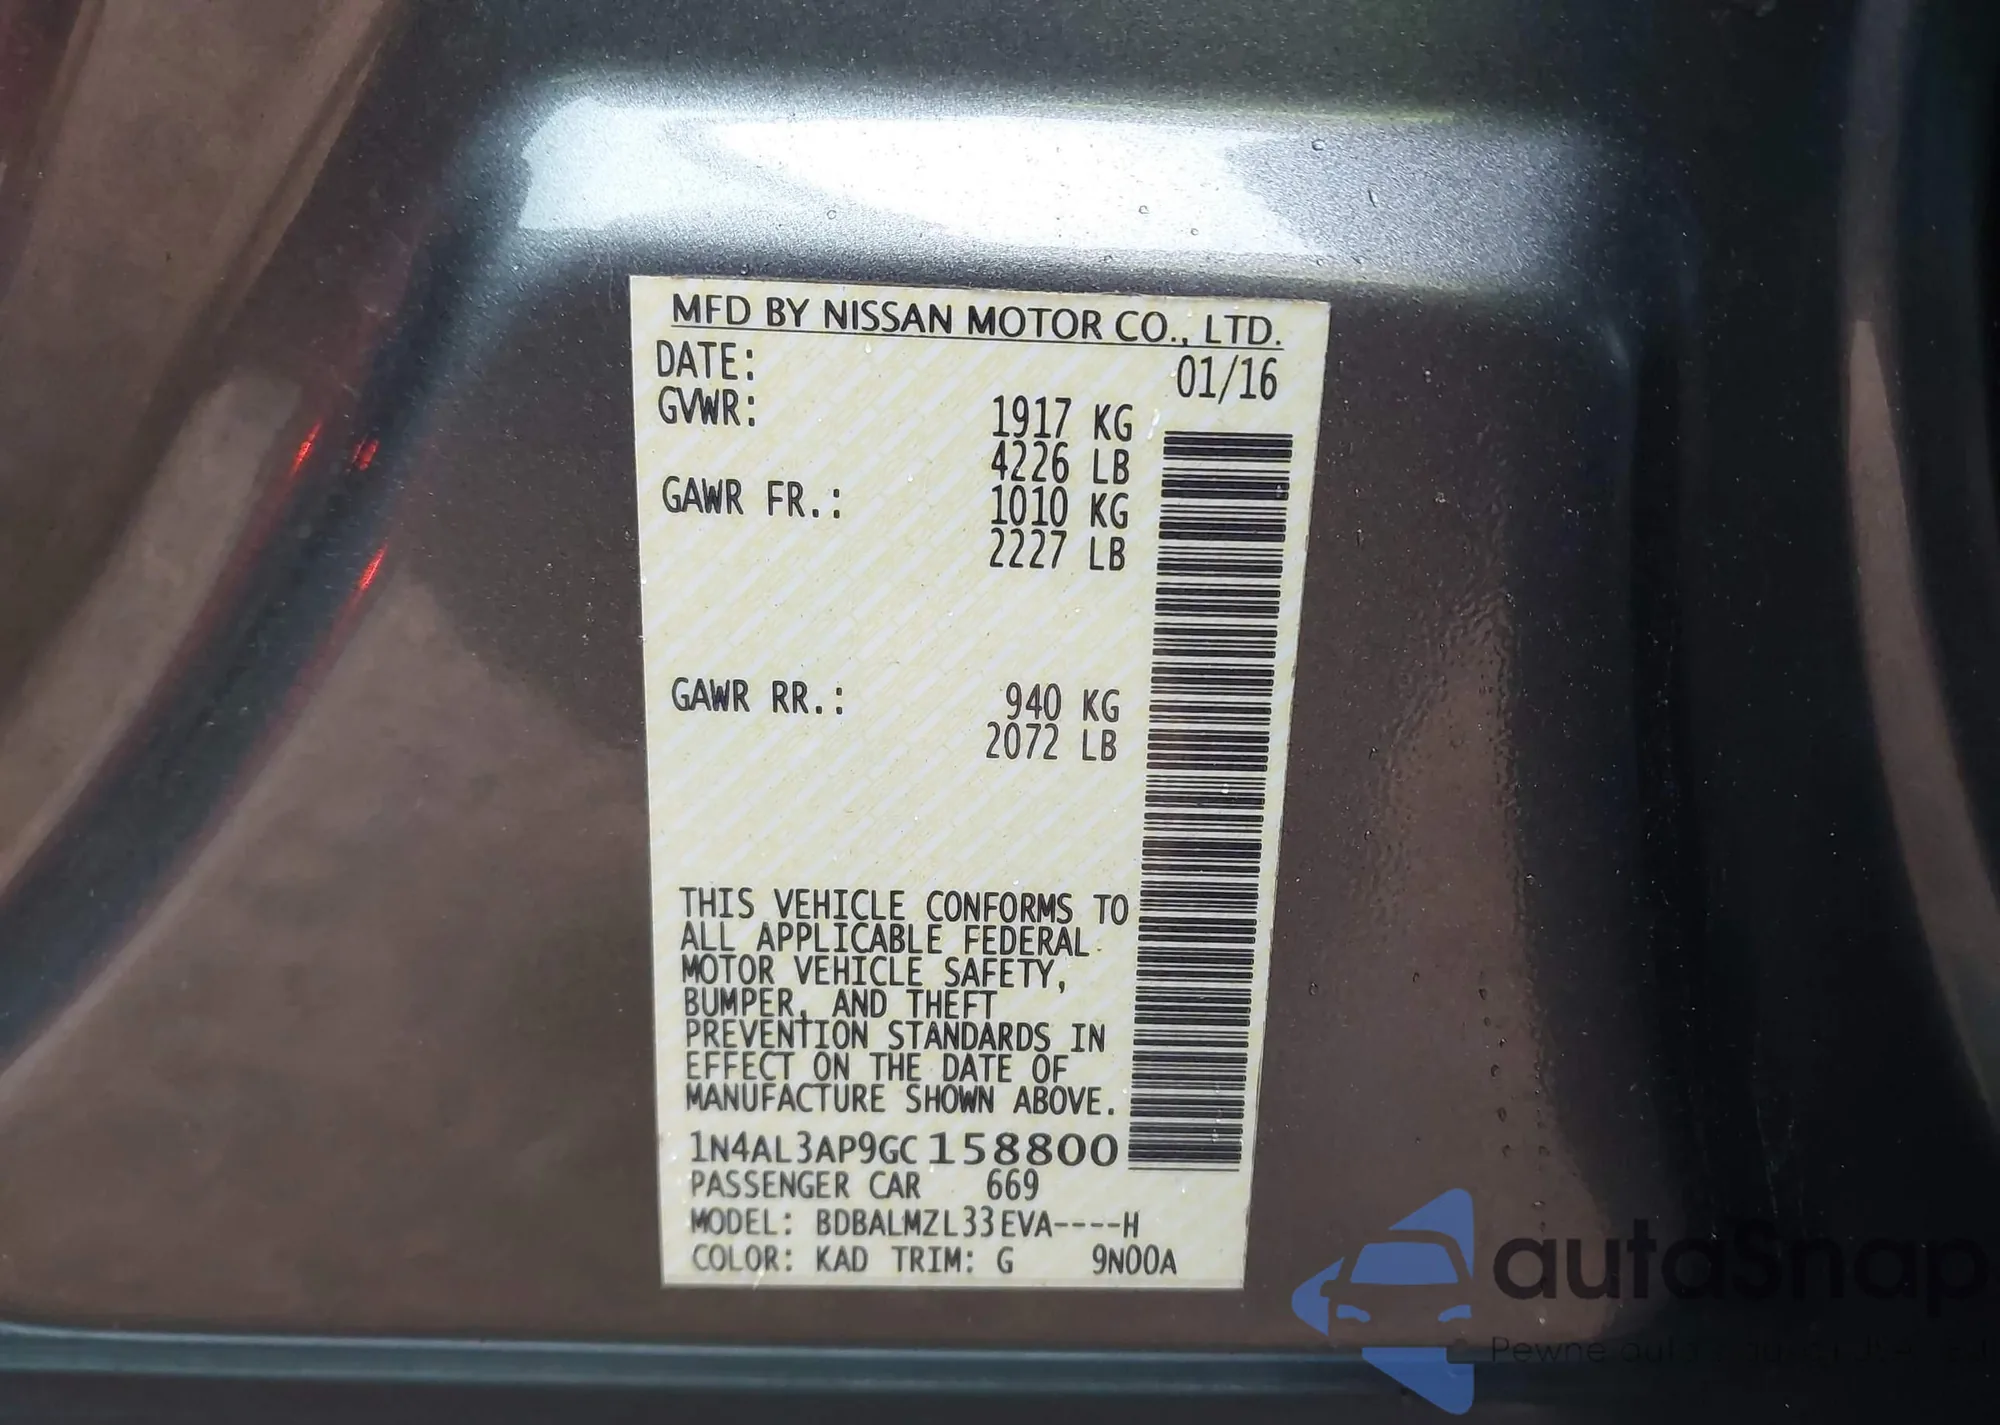 MFD BY NISSAN MOTOR CO., LTD.
DATE: 01/16
GVWR: 1917 KG
4226 LB
GAWR FR.: 1010 KG
2227 LB
GAWR RR.: 940 KG
2072 LB
THIS VEHICLE CONFORMS TO
ALL APPLICABLE FEDERAL
MOTOR VEHICLE SAFETY,
BUMPER, AND THEFT
PREVENTION STANDARDS IN
EFFECT ON THE DATE OF
MANUFACTURE SHOWN ABOVE.
1N4AL3AP9GC158800
PASSENGER CAR 669
MODEL: BDBALMZL33EVA----H
COLOR: KAD TRIM: G 9N00A
autaSnap
Pewne auta